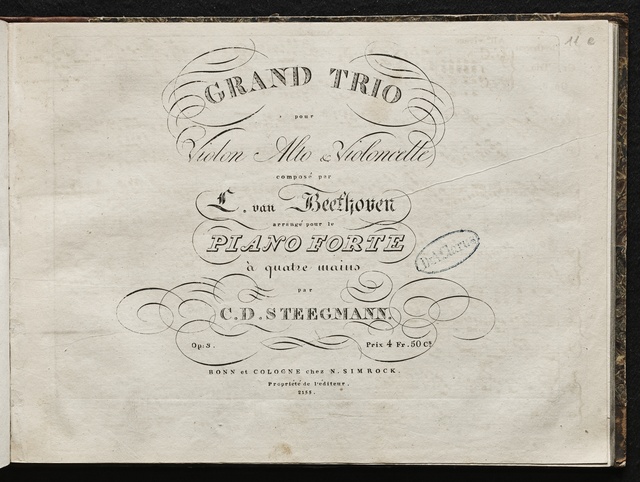 11 e
GRAND TRIO
pour
Violon Alto & Violoncelle
composé par
L. van Beethoven
arrangé pour le
PIANO FORTE
à quatre mains
par
C.D. STEEGMANN.
Op: 3. Prix 4 Fr. 50 Cs
BONN et COLOGNE chez N. SIMROCK.
Propriété de l'éditeur.
2155.